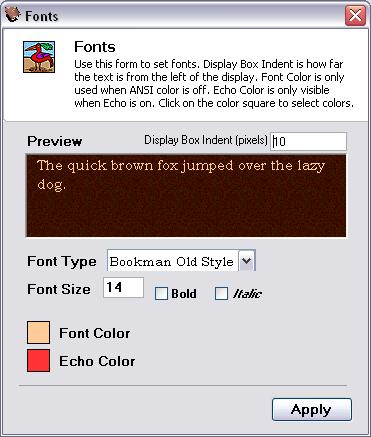 Fonts
Fonts
Use this form to set fonts. Display Box Indent is how far
the text is from the left of the display. Font Color is only
used when ANSI color is off. Echo Color is only visible
when Echo is on. Click on the color square to select colors.
Preview
Display Box Indent (pixels) 10
The quick brown fox jumped over the lazy
dog.
Font Type Bookman Old Style
Font Size 14 Bold Italic
Font Color
Echo Color
Apply